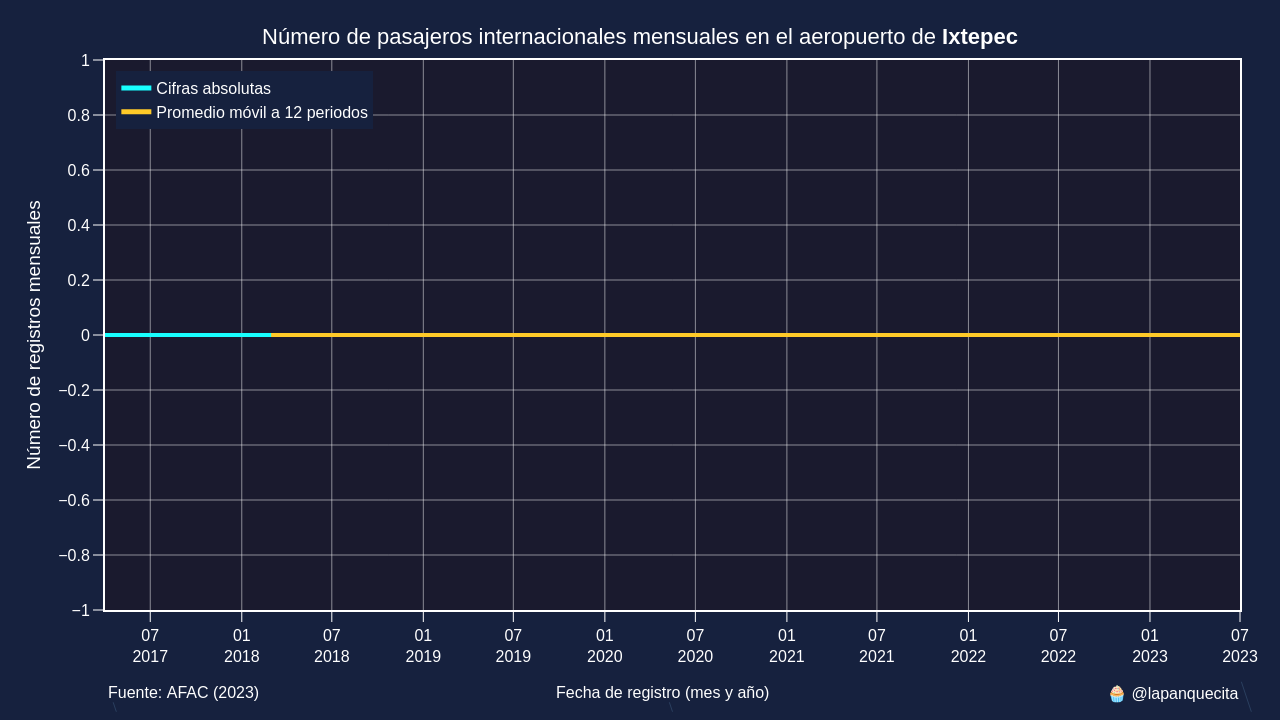 Número de pasajeros internacionales mensuales en el aeropuerto de Ixtepec
Cifras absolutas
Promedio móvil a 12 periodos
Número de registros mensuales
1
0.8
0.6
0.4
0.2
0
−0.2
−0.4
−0.6
−0.8
−1
07 01 07 01 07 01 07 01 07 01 07 01 07
2017 2018 2018 2019 2019 2020 2020 2021 2021 2022 2022 2023 2023
Fuente: AFAC (2023) Fecha de registro (mes y año) 🧁 @lapanquecita